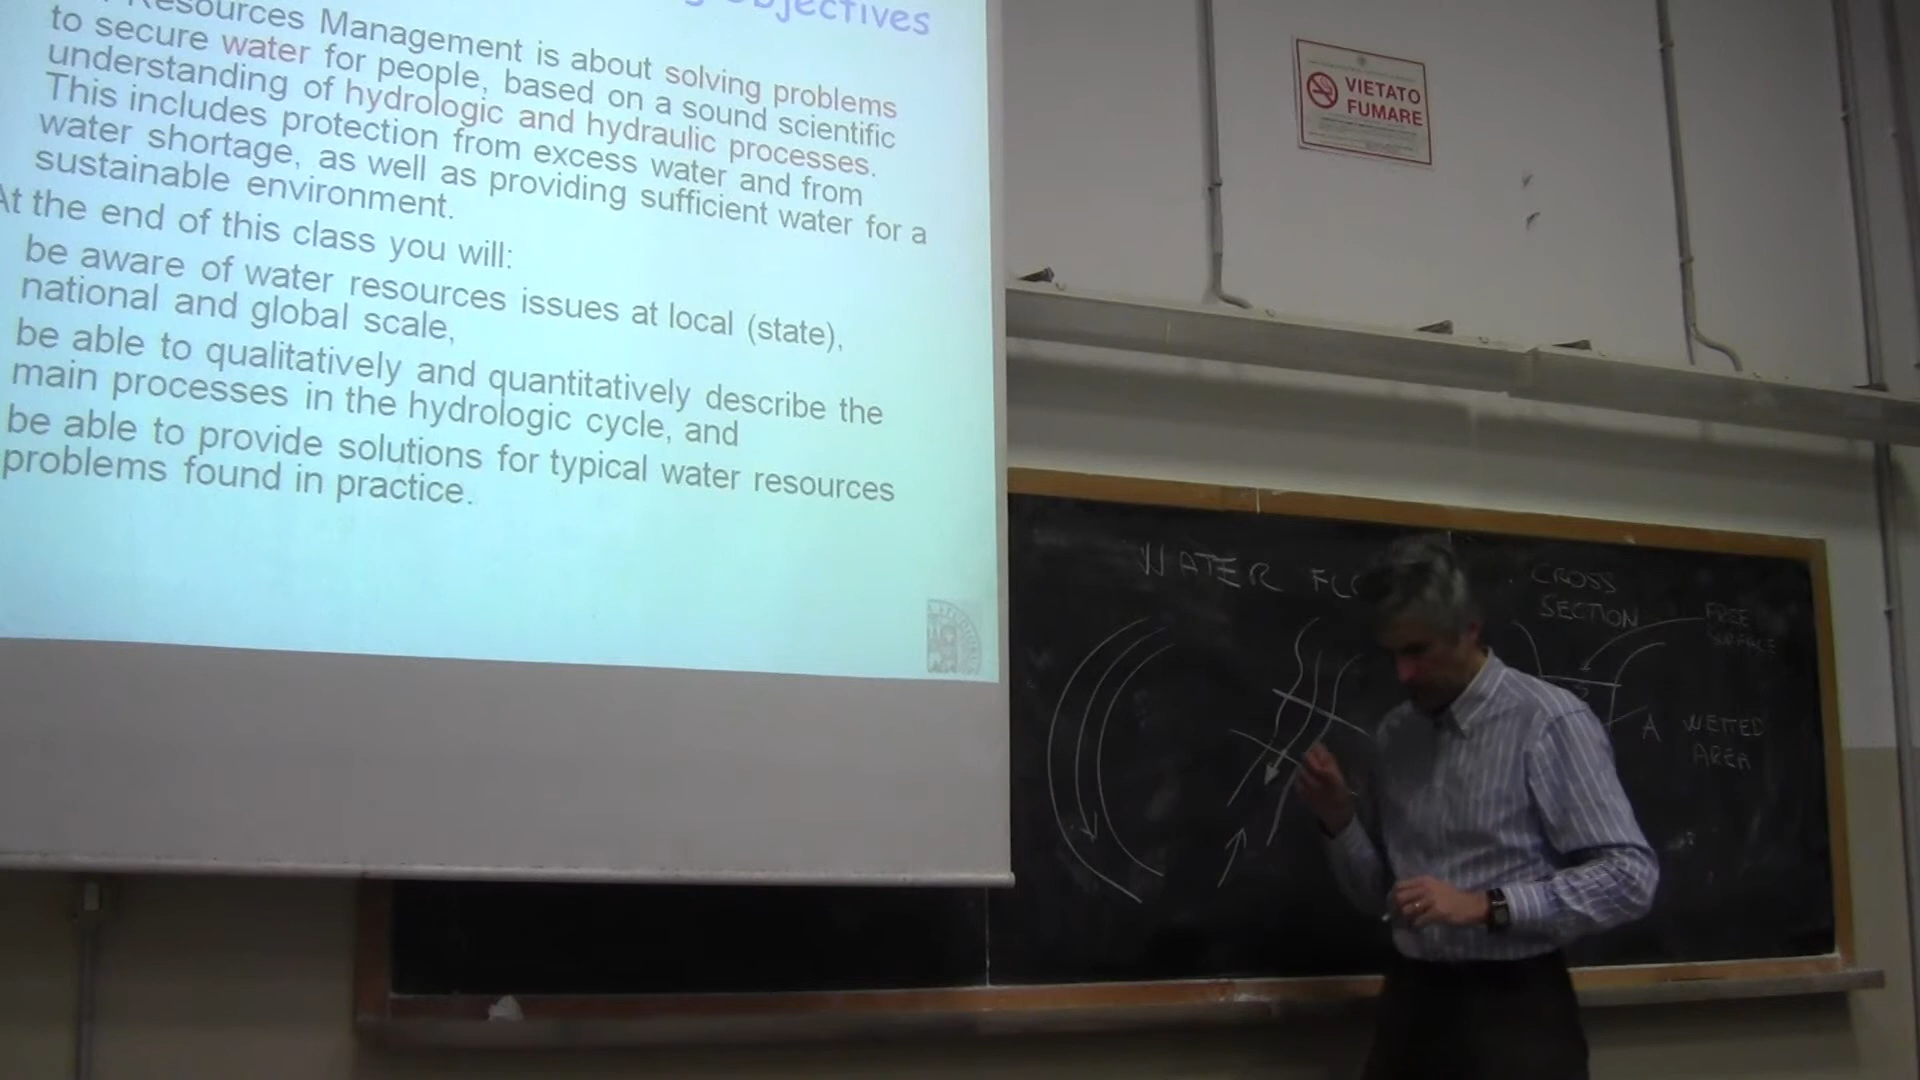 Objectives
Resources Management is about solving problems
to secure water for people, based on a sound scientific
understanding of hydrologic and hydraulic processes.
This includes protection from excess water and from
water shortage, as well as providing sufficient water for a
sustainable environment.
At the end of this class you will:
be aware of water resources issues at local (state),
national and global scale,
be able to qualitatively and quantitatively describe the
main processes in the hydrologic cycle, and
be able to provide solutions for typical water resources
problems found in practice.
VIETATO
FUMARE
WATER
CROSS
SECTION
FREE
SURFACE
A WETTED
AREA